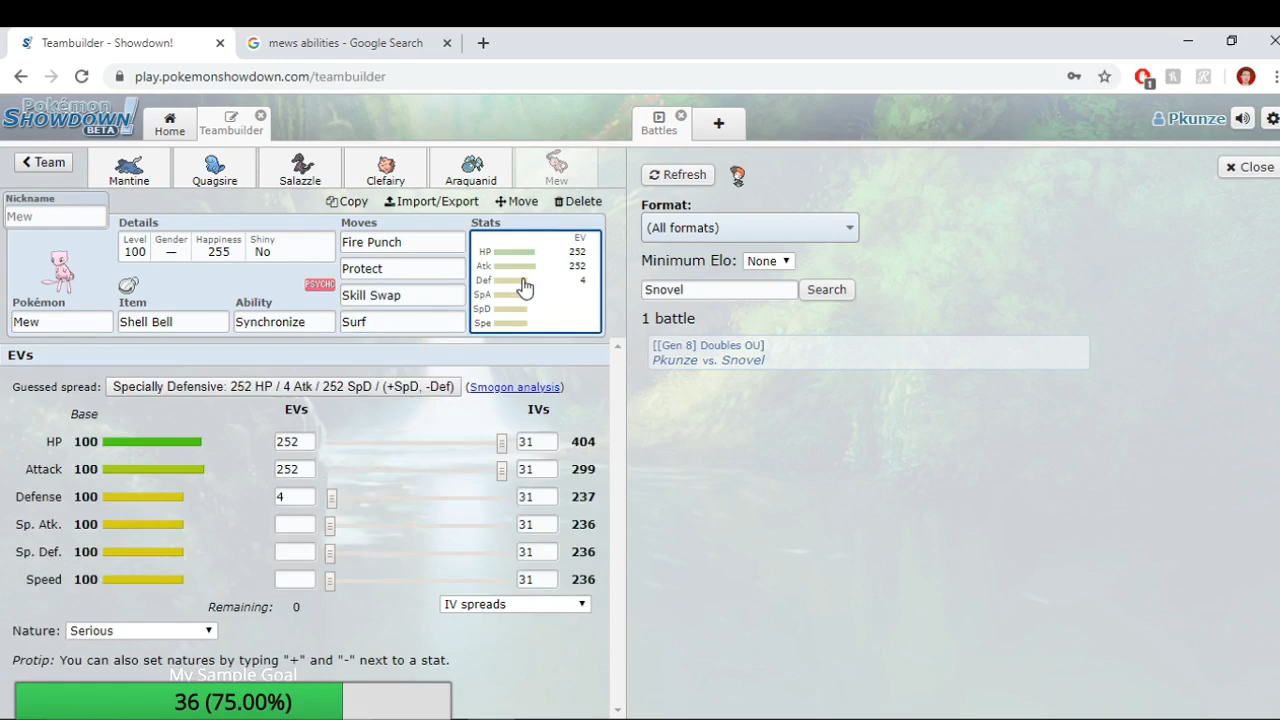 Teambuilder - Showdown!
mews abilities - Google Search
play.pokemonshowdown.com/teambuilder
1
Pokémon
Showdown!
BETA
Home
Teambuilder
Battles
Pkunze
Team
Mantine
Quagsire
Salazzle
Clefairy
Araquanid
Mew
Nickname
Mew
Copy
Import/Export
Move
Delete
Details
Level
100
Gender
—
Happiness
255
Shiny
No
PSYCHC
Pokémon
Mew
Item
Shell Bell
Ability
Synchronize
Moves
Fire Punch
Protect
Skill Swap
Surf
Stats
EV
HP 252
Atk 252
Def 4
SpA
SpD
Spe
EVs
Guessed spread: Specially Defensive: 252 HP / 4 Atk / 252 SpD / (+SpD, -Def) (Smogon analysis)
Base EVs IVs
HP 100 252 31 404
Attack 100 252 31 299
Defense 100 4 31 237
Sp. Atk. 100 31 236
Sp. Def. 100 31 236
Speed 100 31 236
Remaining: 0
IV spreads
Nature: Serious
Protip: You can also set natures by typing "+" and "-" next to a stat.
My Sample Goal
36 (75.00%)
Refresh
Close
Format:
(All formats)
Minimum Elo: None
Snovel
Search
1 battle
[[Gen 8] Doubles OU]
Pkunze vs. Snovel